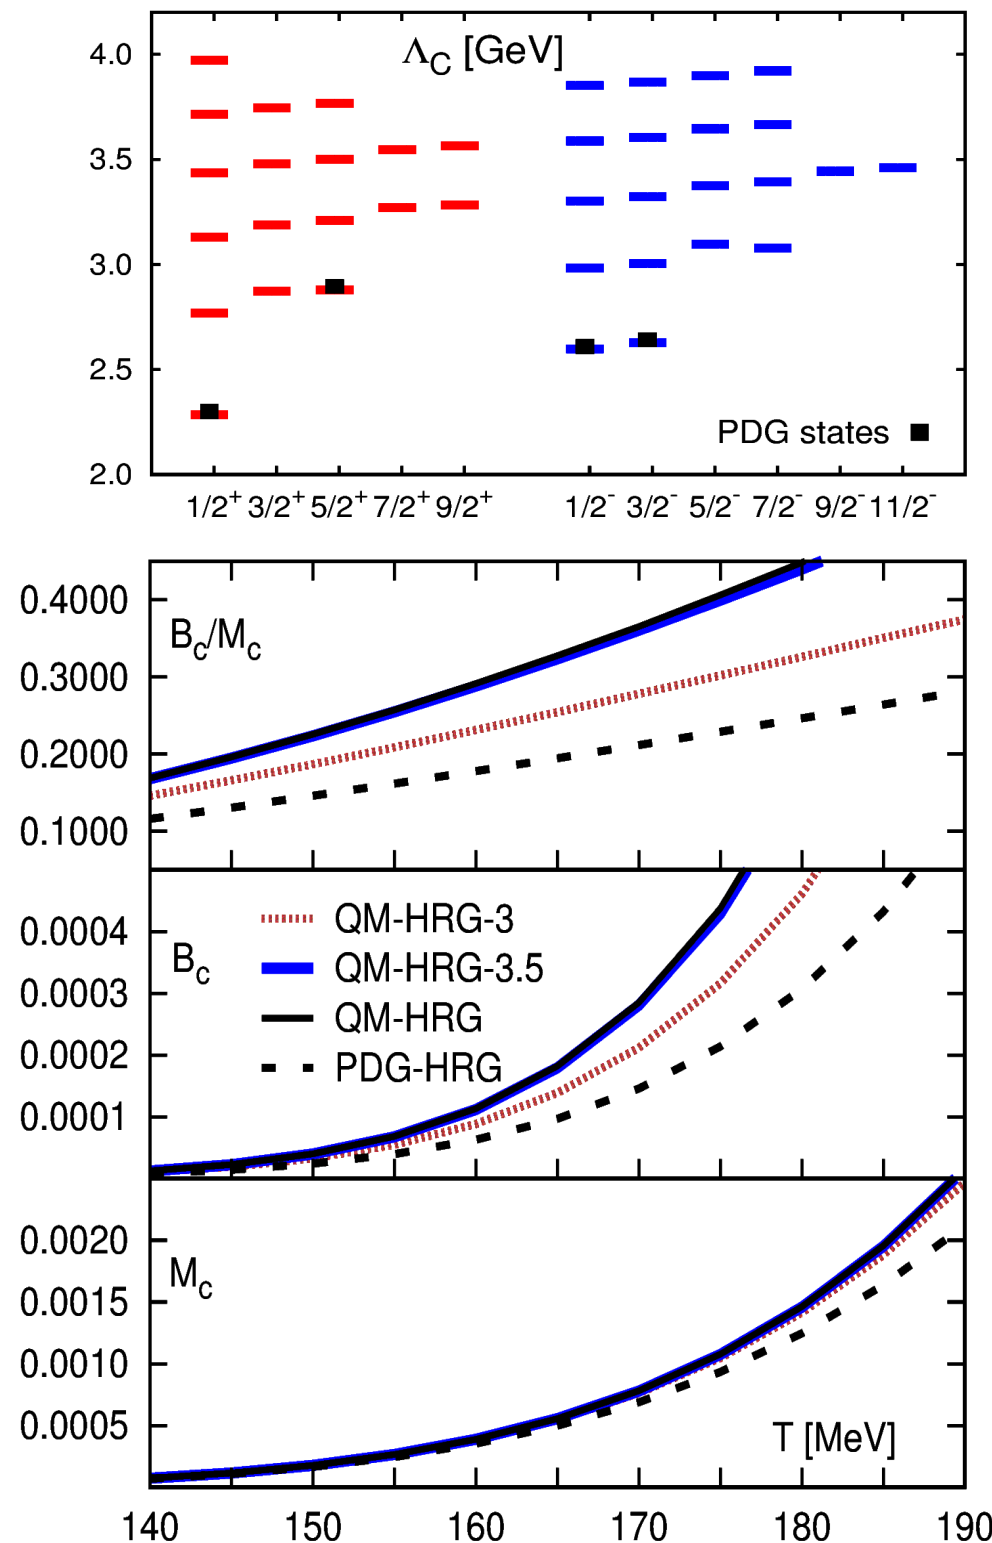 Λ_C [GeV]
4.0
3.5
3.0
2.5
2.0
PDG states
1/2⁺ 3/2⁺ 5/2⁺ 7/2⁺ 9/2⁺ 1/2⁻ 3/2⁻ 5/2⁻ 7/2⁻ 9/2⁻ 11/2⁻
B_c/M_c
0.4000
0.3000
0.2000
0.1000
B_c
0.0004
0.0003
0.0002
0.0001
QM-HRG-3
QM-HRG-3.5
QM-HRG
PDG-HRG
M_c
0.0020
0.0015
0.0010
0.0005
T [MeV]
140 150 160 170 180 190